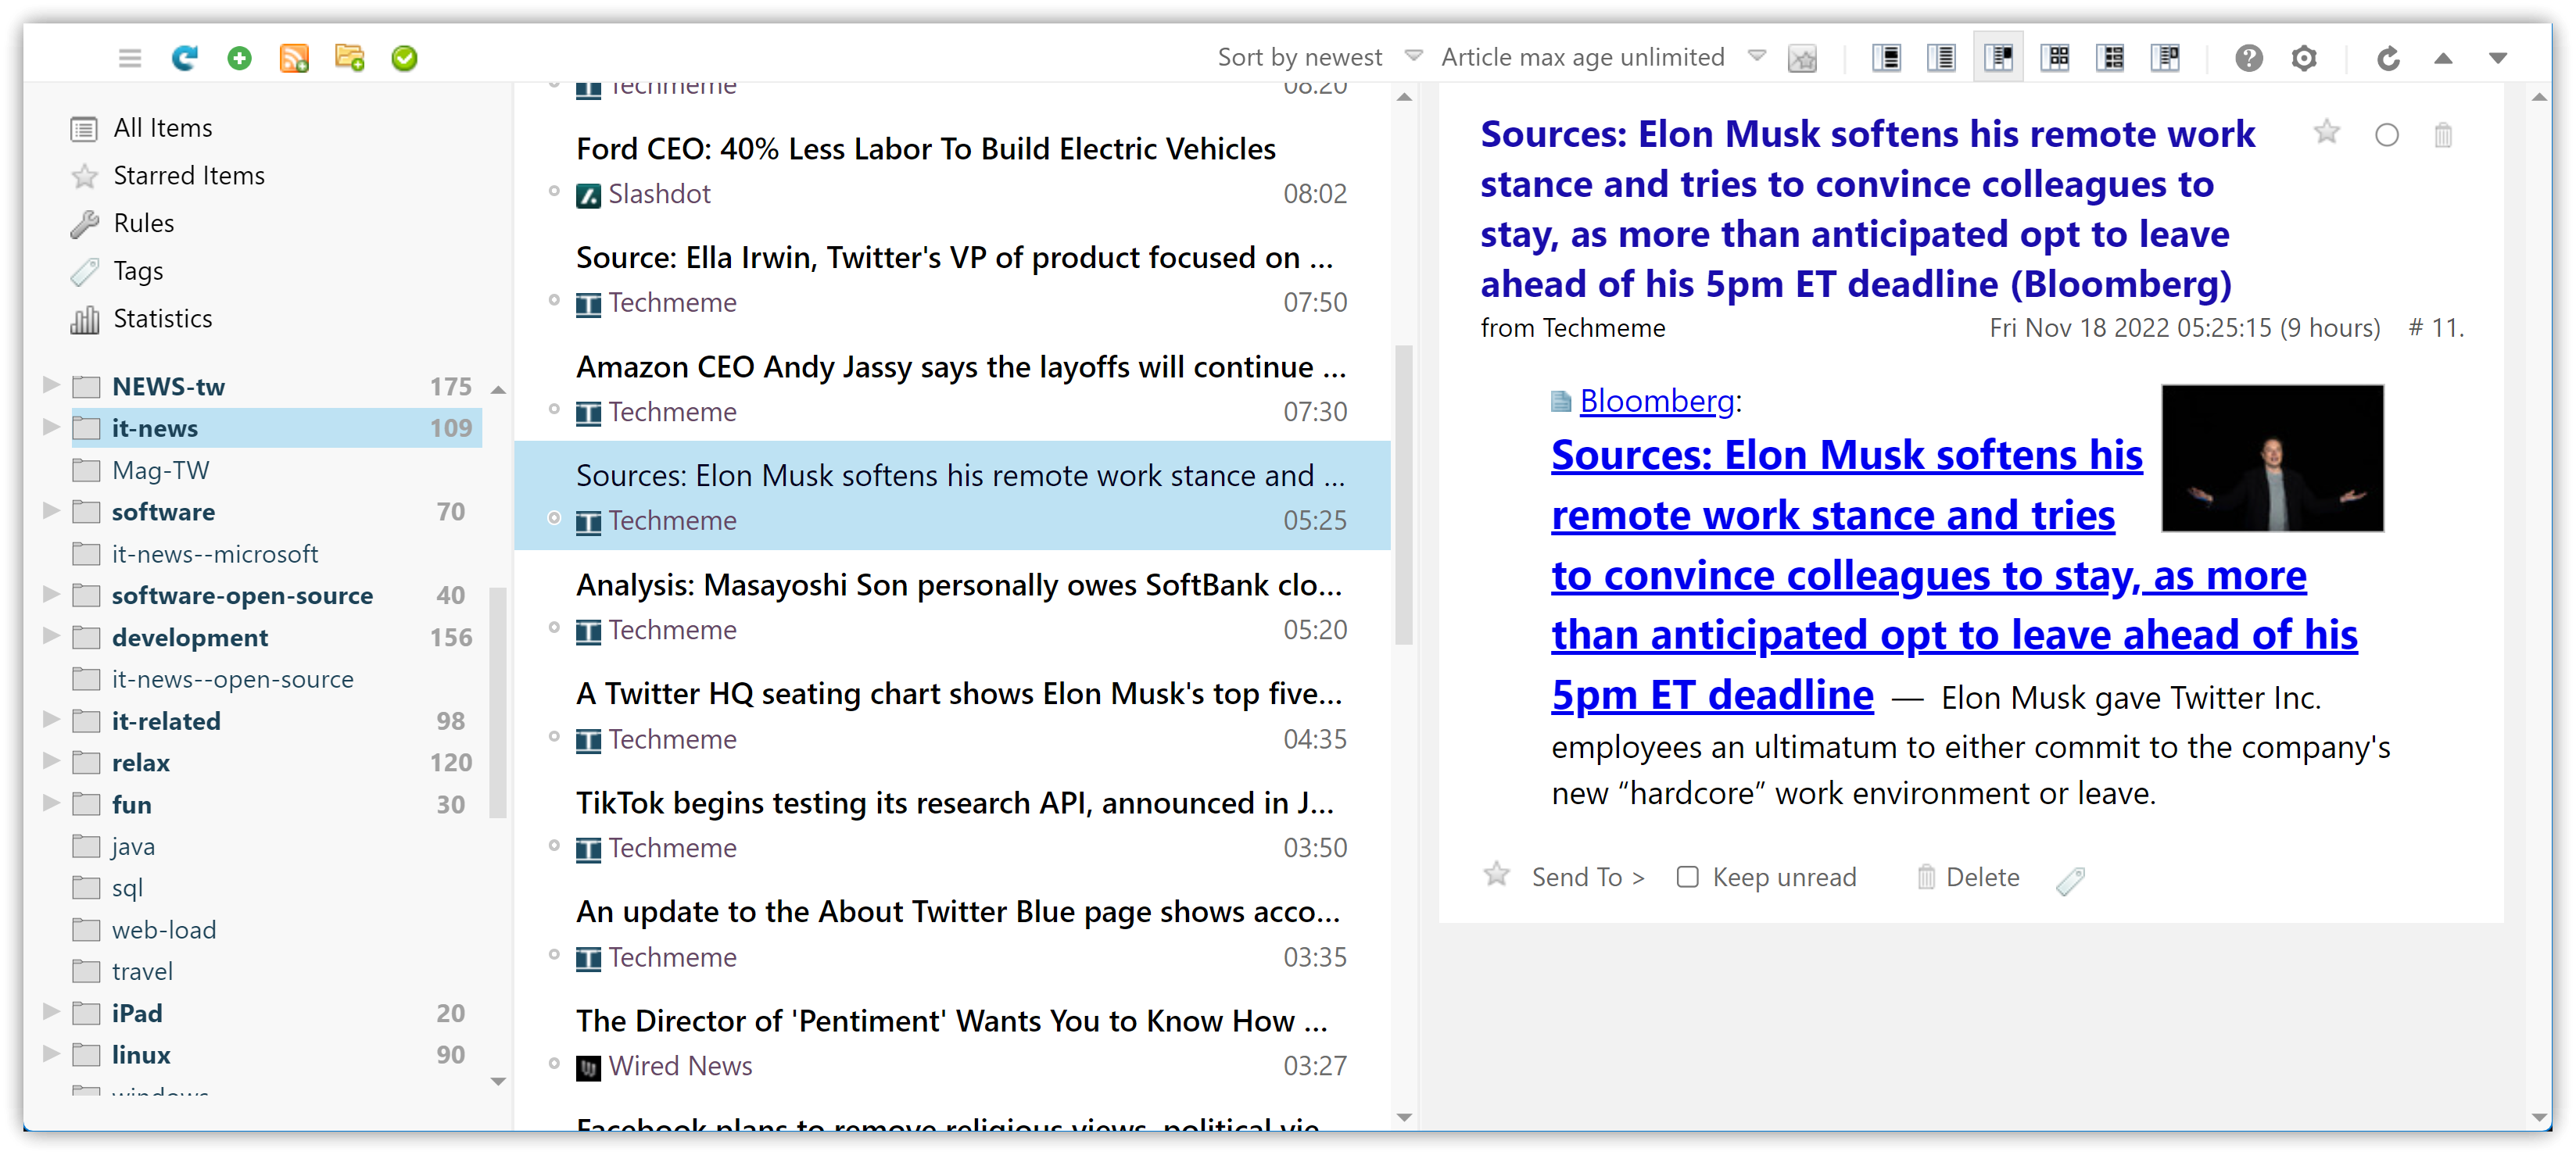 Sort by newest
Article max age unlimited
All Items
Starred Items
Rules
Tags
Statistics
NEWS-tw 175
it-news 109
Mag-TW
software 70
it-news--microsoft
software-open-source 40
development 156
it-news--open-source
it-related 98
relax 120
fun 30
java
sql
web-load
travel
iPad 20
linux 90
windows
Techmeme 08:20
Ford CEO: 40% Less Labor To Build Electric Vehicles
Slashdot 08:02
Source: Ella Irwin, Twitter's VP of product focused on ...
Techmeme 07:50
Amazon CEO Andy Jassy says the layoffs will continue ...
Techmeme 07:30
Sources: Elon Musk softens his remote work stance and ...
Techmeme 05:25
Analysis: Masayoshi Son personally owes SoftBank clo...
Techmeme 05:20
A Twitter HQ seating chart shows Elon Musk's top five...
Techmeme 04:35
TikTok begins testing its research API, announced in J...
Techmeme 03:50
An update to the About Twitter Blue page shows acco...
Techmeme 03:35
The Director of 'Pentiment' Wants You to Know How ...
Wired News 03:27
Facebook plans to remove religious views, political vie...
Sources: Elon Musk softens his remote work
stance and tries to convince colleagues to
stay, as more than anticipated opt to leave
ahead of his 5pm ET deadline (Bloomberg)
from Techmeme Fri Nov 18 2022 05:25:15 (9 hours) # 11.
Bloomberg:
Sources: Elon Musk softens his
remote work stance and tries
to convince colleagues to stay, as more
than anticipated opt to leave ahead of his
5pm ET deadline — Elon Musk gave Twitter Inc.
employees an ultimatum to either commit to the company's
new “hardcore” work environment or leave.
Send To > Keep unread Delete